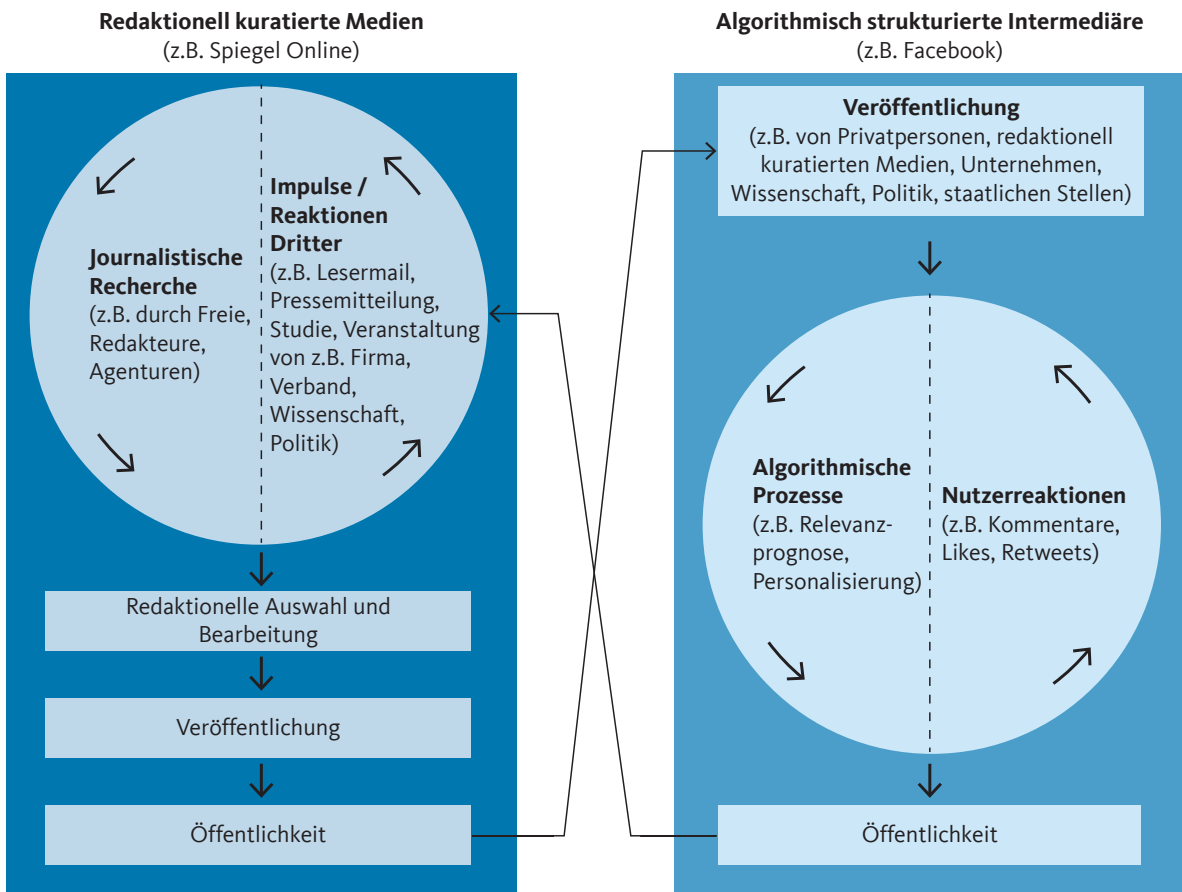 Redaktionell kuratierte Medien
(z.B. Spiegel Online)
Journalistische
Recherche
(z.B. durch Freie,
Redakteure,
Agenturen)
Impulse /
Reaktionen
Dritter
(z.B. Lesermail,
Pressemitteilung,
Studie, Veranstaltung
von z.B. Firma,
Verband,
Wissenschaft,
Politik)
Redaktionelle Auswahl und
Bearbeitung
Veröffentlichung
Öffentlichkeit
Algorithmisch strukturierte Intermediäre
(z.B. Facebook)
Veröffentlichung
(z.B. von Privatpersonen, redaktionell
kuratierten Medien, Unternehmen,
Wissenschaft, Politik, staatlichen Stellen)
Algorithmische
Prozesse
(z.B. Relevanz-
prognose,
Personalisierung)
Nutzerreaktionen
(z.B. Kommentare,
Likes, Retweets)
Öffentlichkeit